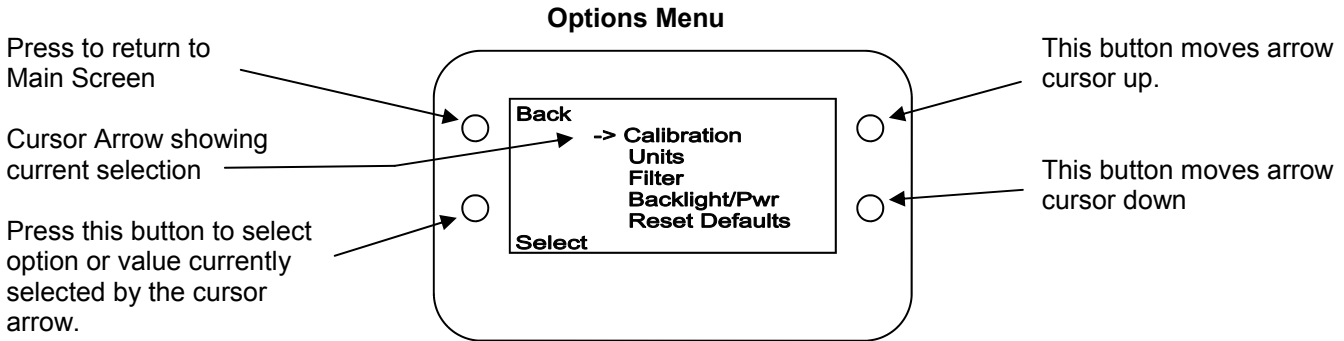 Options Menu
Press to return to
Main Screen
Cursor Arrow showing
current selection
Press this button to select
option or value currently
selected by the cursor
arrow.
Back
-> Calibration
Units
Filter
Backlight/Pwr
Reset Defaults
Select
This button moves arrow
cursor up.
This button moves arrow
cursor down